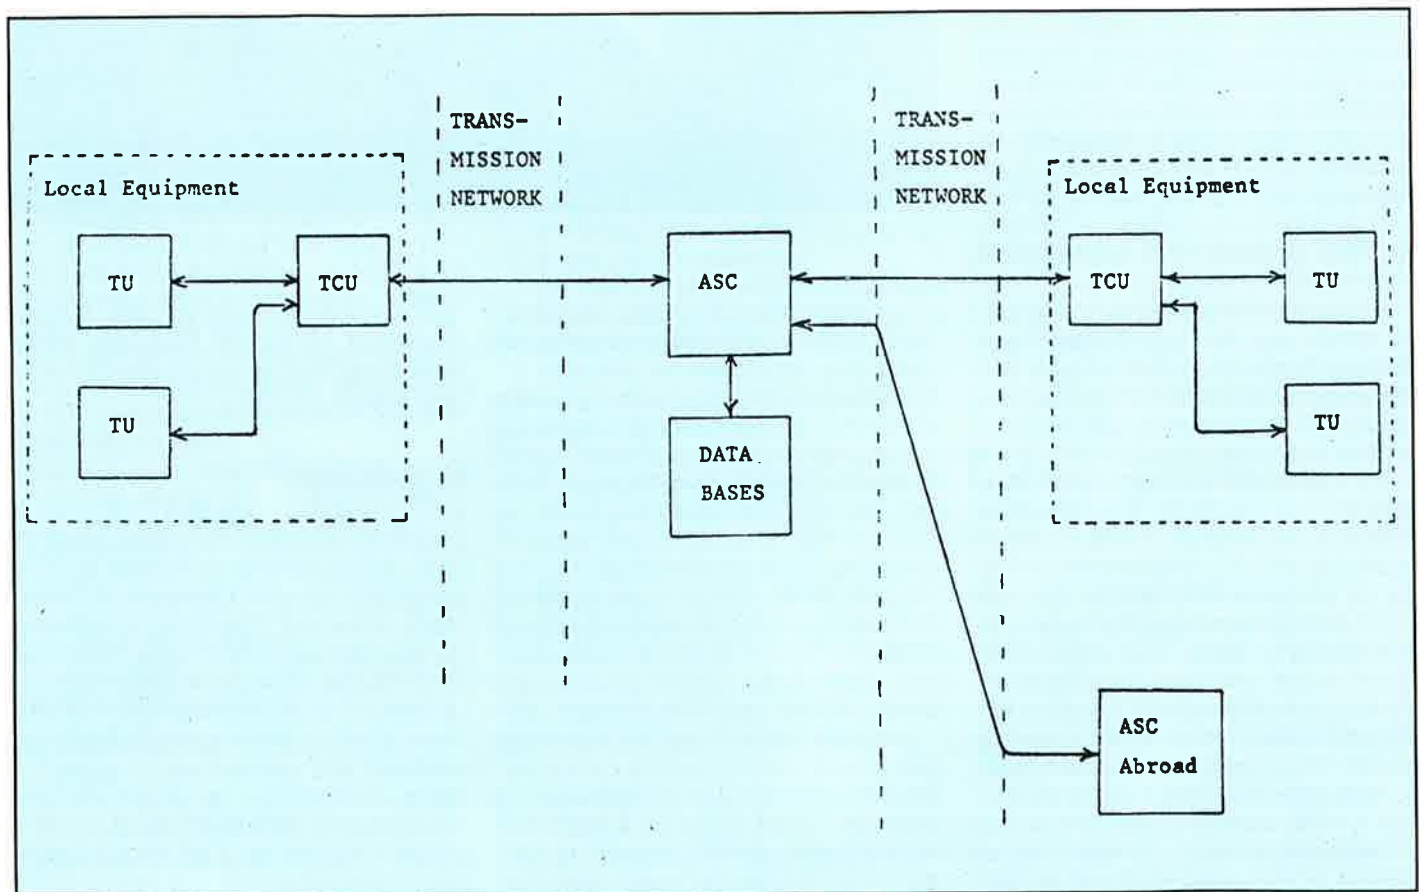 TRANS-
MISSION
NETWORK
TRANS-
MISSION
NETWORK
Local Equipment
TU
TCU
TU
ASC
DATA
BASES
Local Equipment
TCU
TU
TU
ASC
Abroad